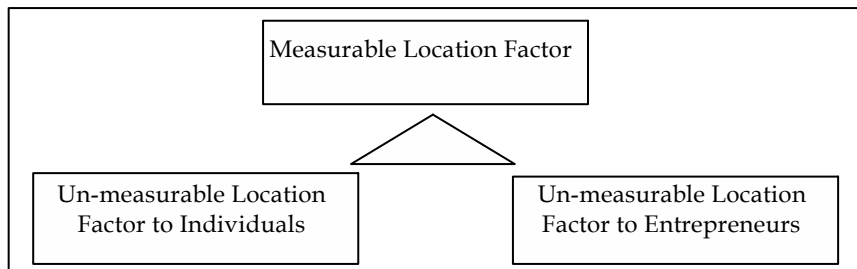 Measurable Location Factor
Un-measurable Location
Factor to Individuals
Un-measurable Location
Factor to Entrepreneurs